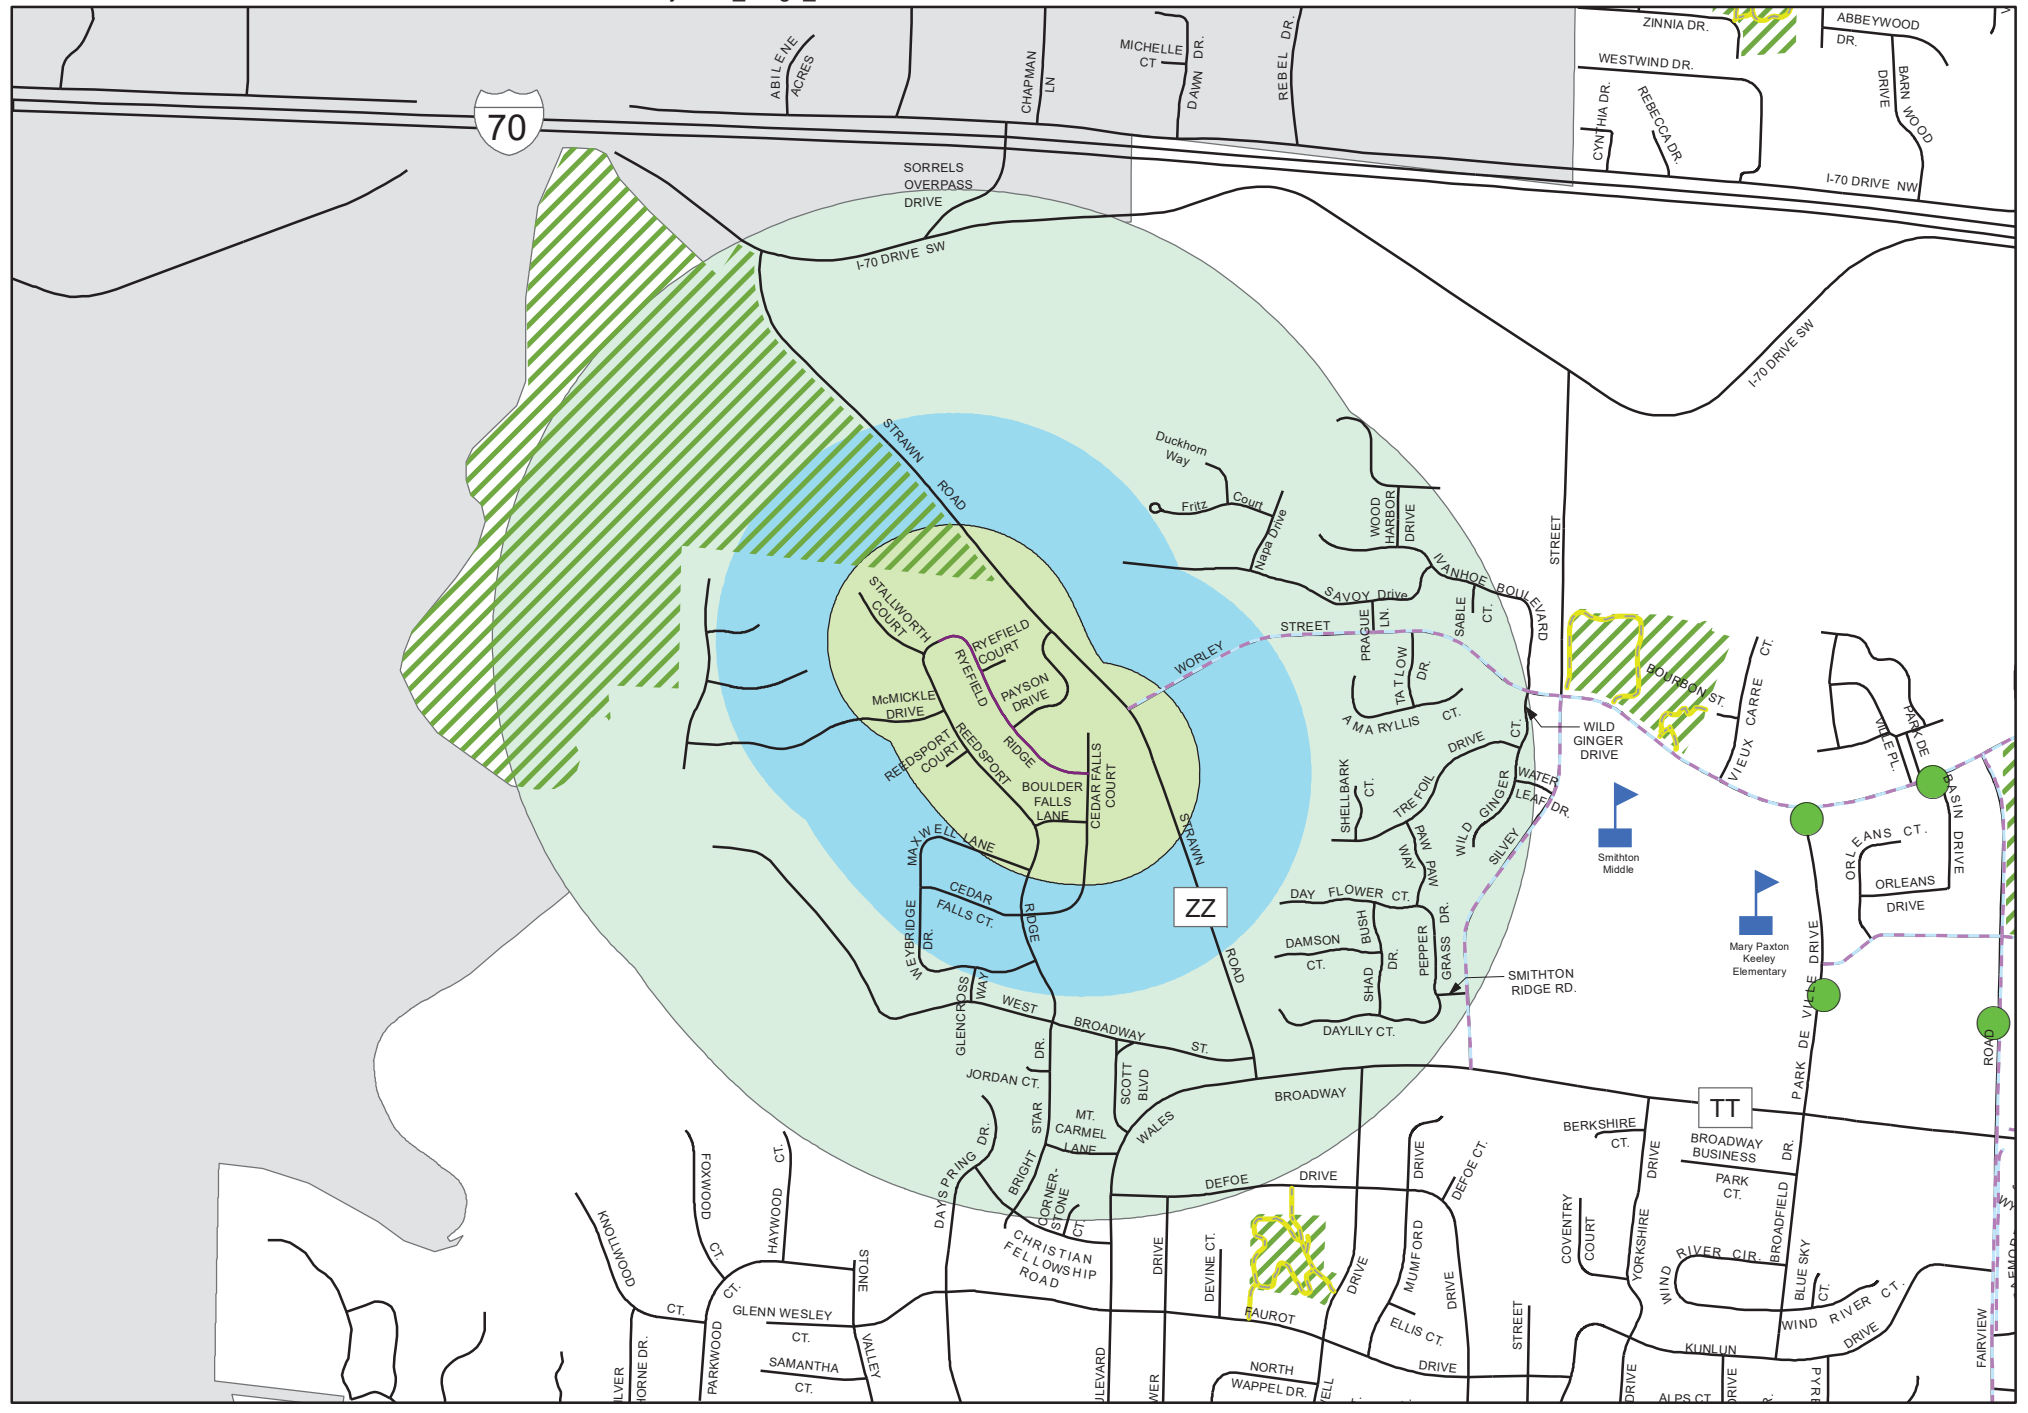 ZINNIA DR.
ABBEYWOOD
DR.
WESTWIND DR.
BARN WOOD
DRIVE
CYNTHIA DR.
REBECCA DR.
I-70 DRIVE NW
ABILENE
ACRES
CHAPMAN
LN
MICHELLE
CT
DAWN DR.
REBEL DR.
70
SORRELS
OVERPASS
DRIVE
I-70 DRIVE SW
I-70 DRIVE SW
STRAWN
ROAD
Duckhorn
Way
Fritz
Court
Napa Drive
WOOD
HARBOR
DRIVE
IVANHOE BOULEVARD
STREET
SAVOY Drive
SABLE
CT.
PRAGUE
LN.
WORLEY
STREET
TATLOW
DR.
AMARYLLIS CT.
STALLWORTH
COURT
RYEFIELD
COURT
RYEFIELD
RIDGE
PAYSON
DRIVE
McMICKLE
DRIVE
REEDSPORT
COURT
REEDSPORT
BOULDER
FALLS
LANE
CEDAR FALLS
COURT
MAXWELL LANE
CEDAR
FALLS CT.
WEYBRIDGE
DR.
RIDGE
GLENCROSS
WAY
WEST
BROADWAY
ST.
STRAWN
ROAD
ZZ
BOURBON ST.
VIEUX CARRE CT.
WILD
GINGER
DRIVE
DRIVE
CT.
TREFOIL
WILD GINGER
WATER
LEAF DR.
SILVEY
SHELLBARK
CT.
PAW PAW
WAY
DAY FLOWER CT.
BUSH
SHAD
DR.
DAMSON
CT.
PEPPER
GRASS DR.
DAYLILY CT.
SMITHTON
RIDGE RD.
Smithton
Middle
Mary Paxton
Keeley
Elementary
PARK DE
VILLE PL.
BASIN DRIVE
ORLEANS CT.
ORLEANS
DRIVE
PARK DE VILLE DRIVE
ROAD
JORDAN CT.
DR.
STAR
BRIGHT
SCOTT
BLVD
MT.
CARMEL
LANE
WALES
BROADWAY
TT
DAYSPRING DR.
CORNER-
STONE
CT.
CHRISTIAN
FELLOWSHIP
ROAD
DEFOE
DRIVE
DEFOE CT.
DRIVE
MUMFORD
DRIVE
DRIVE
DRIVE
DEVINE CT.
FAUROT
DRIVE
ELLIS CT.
NORTH
WAPPEL DR.
STREET
BERKSHIRE
CT.
DRIVE
YORKSHIRE
COVENTRY
COURT
BROADWAY
BUSINESS
PARK
CT.
DR.
BROADFIELD
WIND
RIVER CIR.
BLUE SKY
CT.
WIND RIVER CT.
KUNLUN
DRIVE
ALPS CT.
DRIVE
FAIRVIEW
FOXWOOD
CT.
HAYWOOD
CT.
KNOLLWOOD
CT.
CT.
GLENN WESLEY
CT.
SAMANTHA
CT.
STONE
VALLEY
PARKWOOD